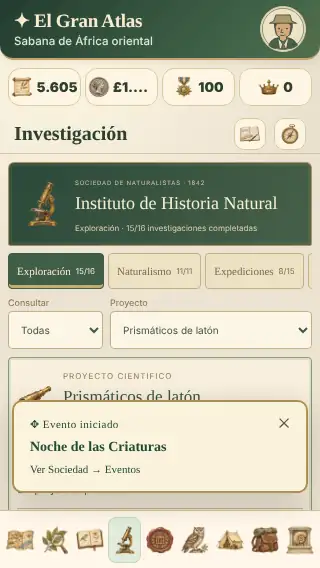 ✦ El Gran Atlas
Sabana de África oriental
5.605
£1....
100
0
Investigación
SOCIEDAD DE NATURALISTAS · 1842
Instituto de Historia Natural
Exploración · 15/16 investigaciones completadas
Exploración 15/16
Naturalismo 11/11
Expediciones 8/15
Consultar
Proyecto
Todas
Prismáticos de latón
PROYECTO CIENTIFICO
Prismáticos de latón
✥ Evento iniciado
Noche de las Criaturas
Ver Sociedad → Eventos